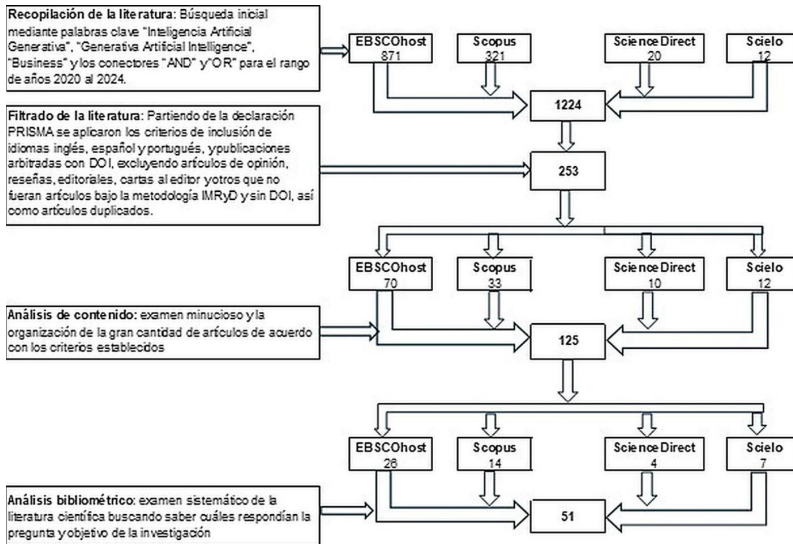 Recopilación de la literatura: Búsqueda inicial
mediante palabras clave "Inteligencia Artificial
Generativa", "Generativa Artificial Intelligence",
"Business" y los conectores "AND" y "OR" para el rango
de años 2020 al 2024.
EBSCOhost
871
Scopus
321
ScienceDirect
20
Scielo
12
1224
Filtrado de la literatura: Partiendo de la declaración
PRISMA se aplicaron los criterios de inclusión de
idiomas inglés, español y portugués, y publicaciones
arbitradas con DOI, excluyendo artículos de opinión,
reseñas, editoriales, cartas al editor y otros que no
fueran artículos bajo la metodología IMRyD y sin DOI, así
como artículos duplicados.
253
EBSCOhost
70
Scopus
33
ScienceDirect
10
Scielo
12
Análisis de contenido: examen minucioso y la
organización de la gran cantidad de artículos de acuerdo
con los criterios establecidos
125
EBSCOhost
26
Scopus
14
ScienceDirect
4
Scielo
7
Análisis bibliométrico: examen sistemático de la
literatura científica buscando saber cuáles respondían la
pregunta y objetivo de la investigación
51